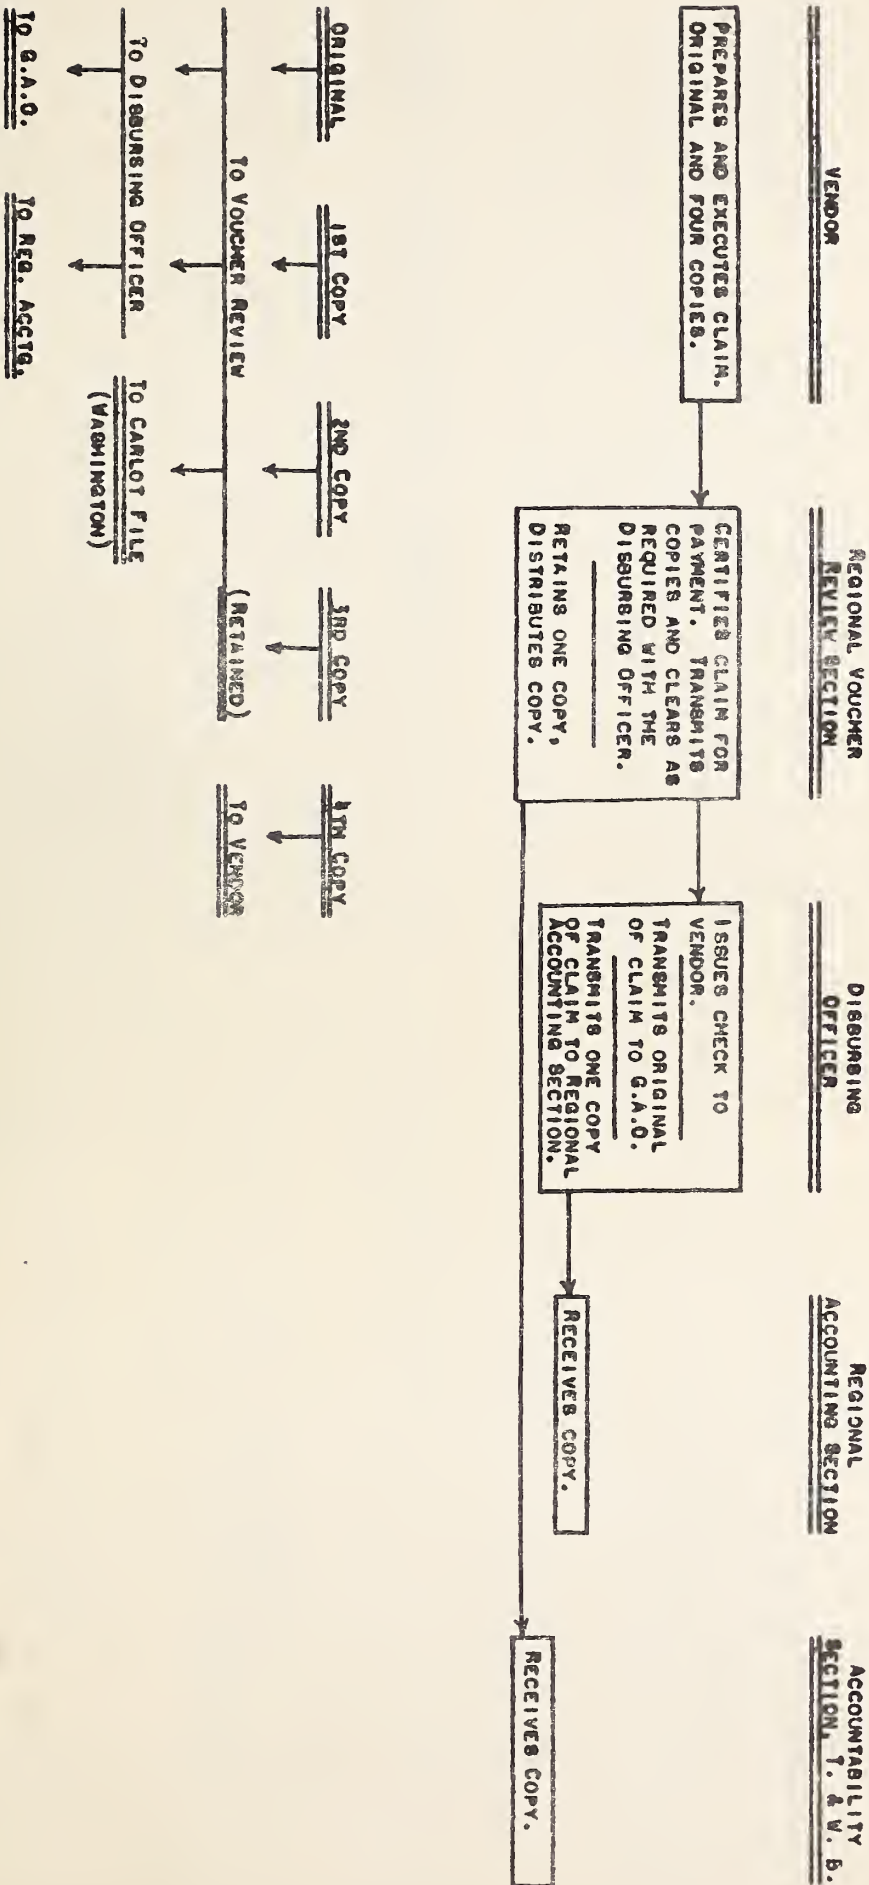 VENDOR
REGIONAL VOUCHER
REVIEW SECTION
DISBURSING
OFFICER
REGIONAL
ACCOUNTING SECTION
ACCOUNTABILITY
SECTION, T. & W. B.
PREPARES AND EXECUTES CLAIM.
ORIGINAL AND FOUR COPIES.
CERTIFIES CLAIM FOR
PAYMENT. TRANSMITS
COPIES AND CLEARS AS
REQUIRED WITH THE
DISBURSING OFFICER.
RETAINS ONE COPY,
DISTRIBUTES COPY.
ISSUES CHECK TO
VENDOR.
TRANSMITS ORIGINAL
OF CLAIM TO G.A.O.
TRANSMITS ONE COPY
OF CLAIM TO REGIONAL
ACCOUNTING SECTION.
RECEIVES COPY.
RECEIVES COPY.
ORIGINAL
1ST COPY
2ND COPY
3RD COPY
4TH COPY
TO VOUCHER REVIEW
(RETAINED)
TO VENDOR
TO DISBURSING OFFICER
TO CARLOT FILE
(WASHINGTON)
TO G.A.O.
TO REG. ACCTG.